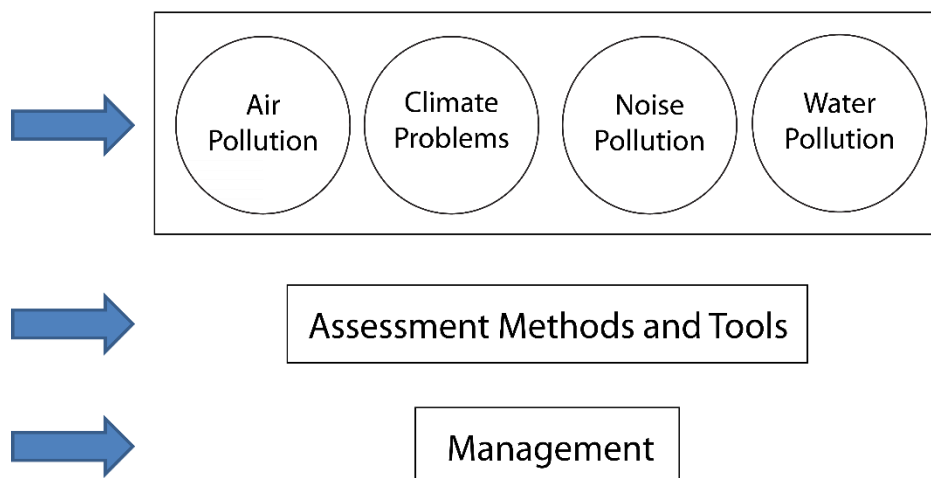 Air
Pollution
Climate
Problems
Noise
Pollution
Water
Pollution
Assessment Methods and Tools
Management